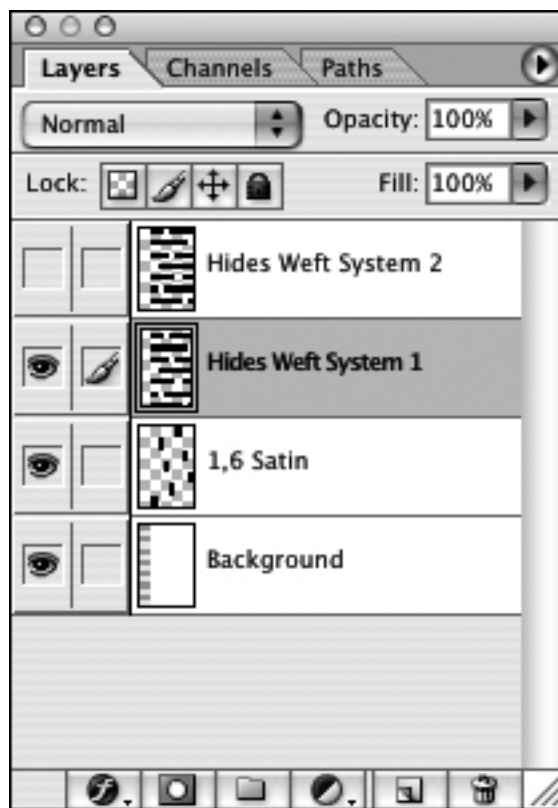 Layers Channels Paths
Normal Opacity: 100%
Lock: Fill: 100%
Hides Weft System 2
Hides Weft System 1
1,6 Satin
Background